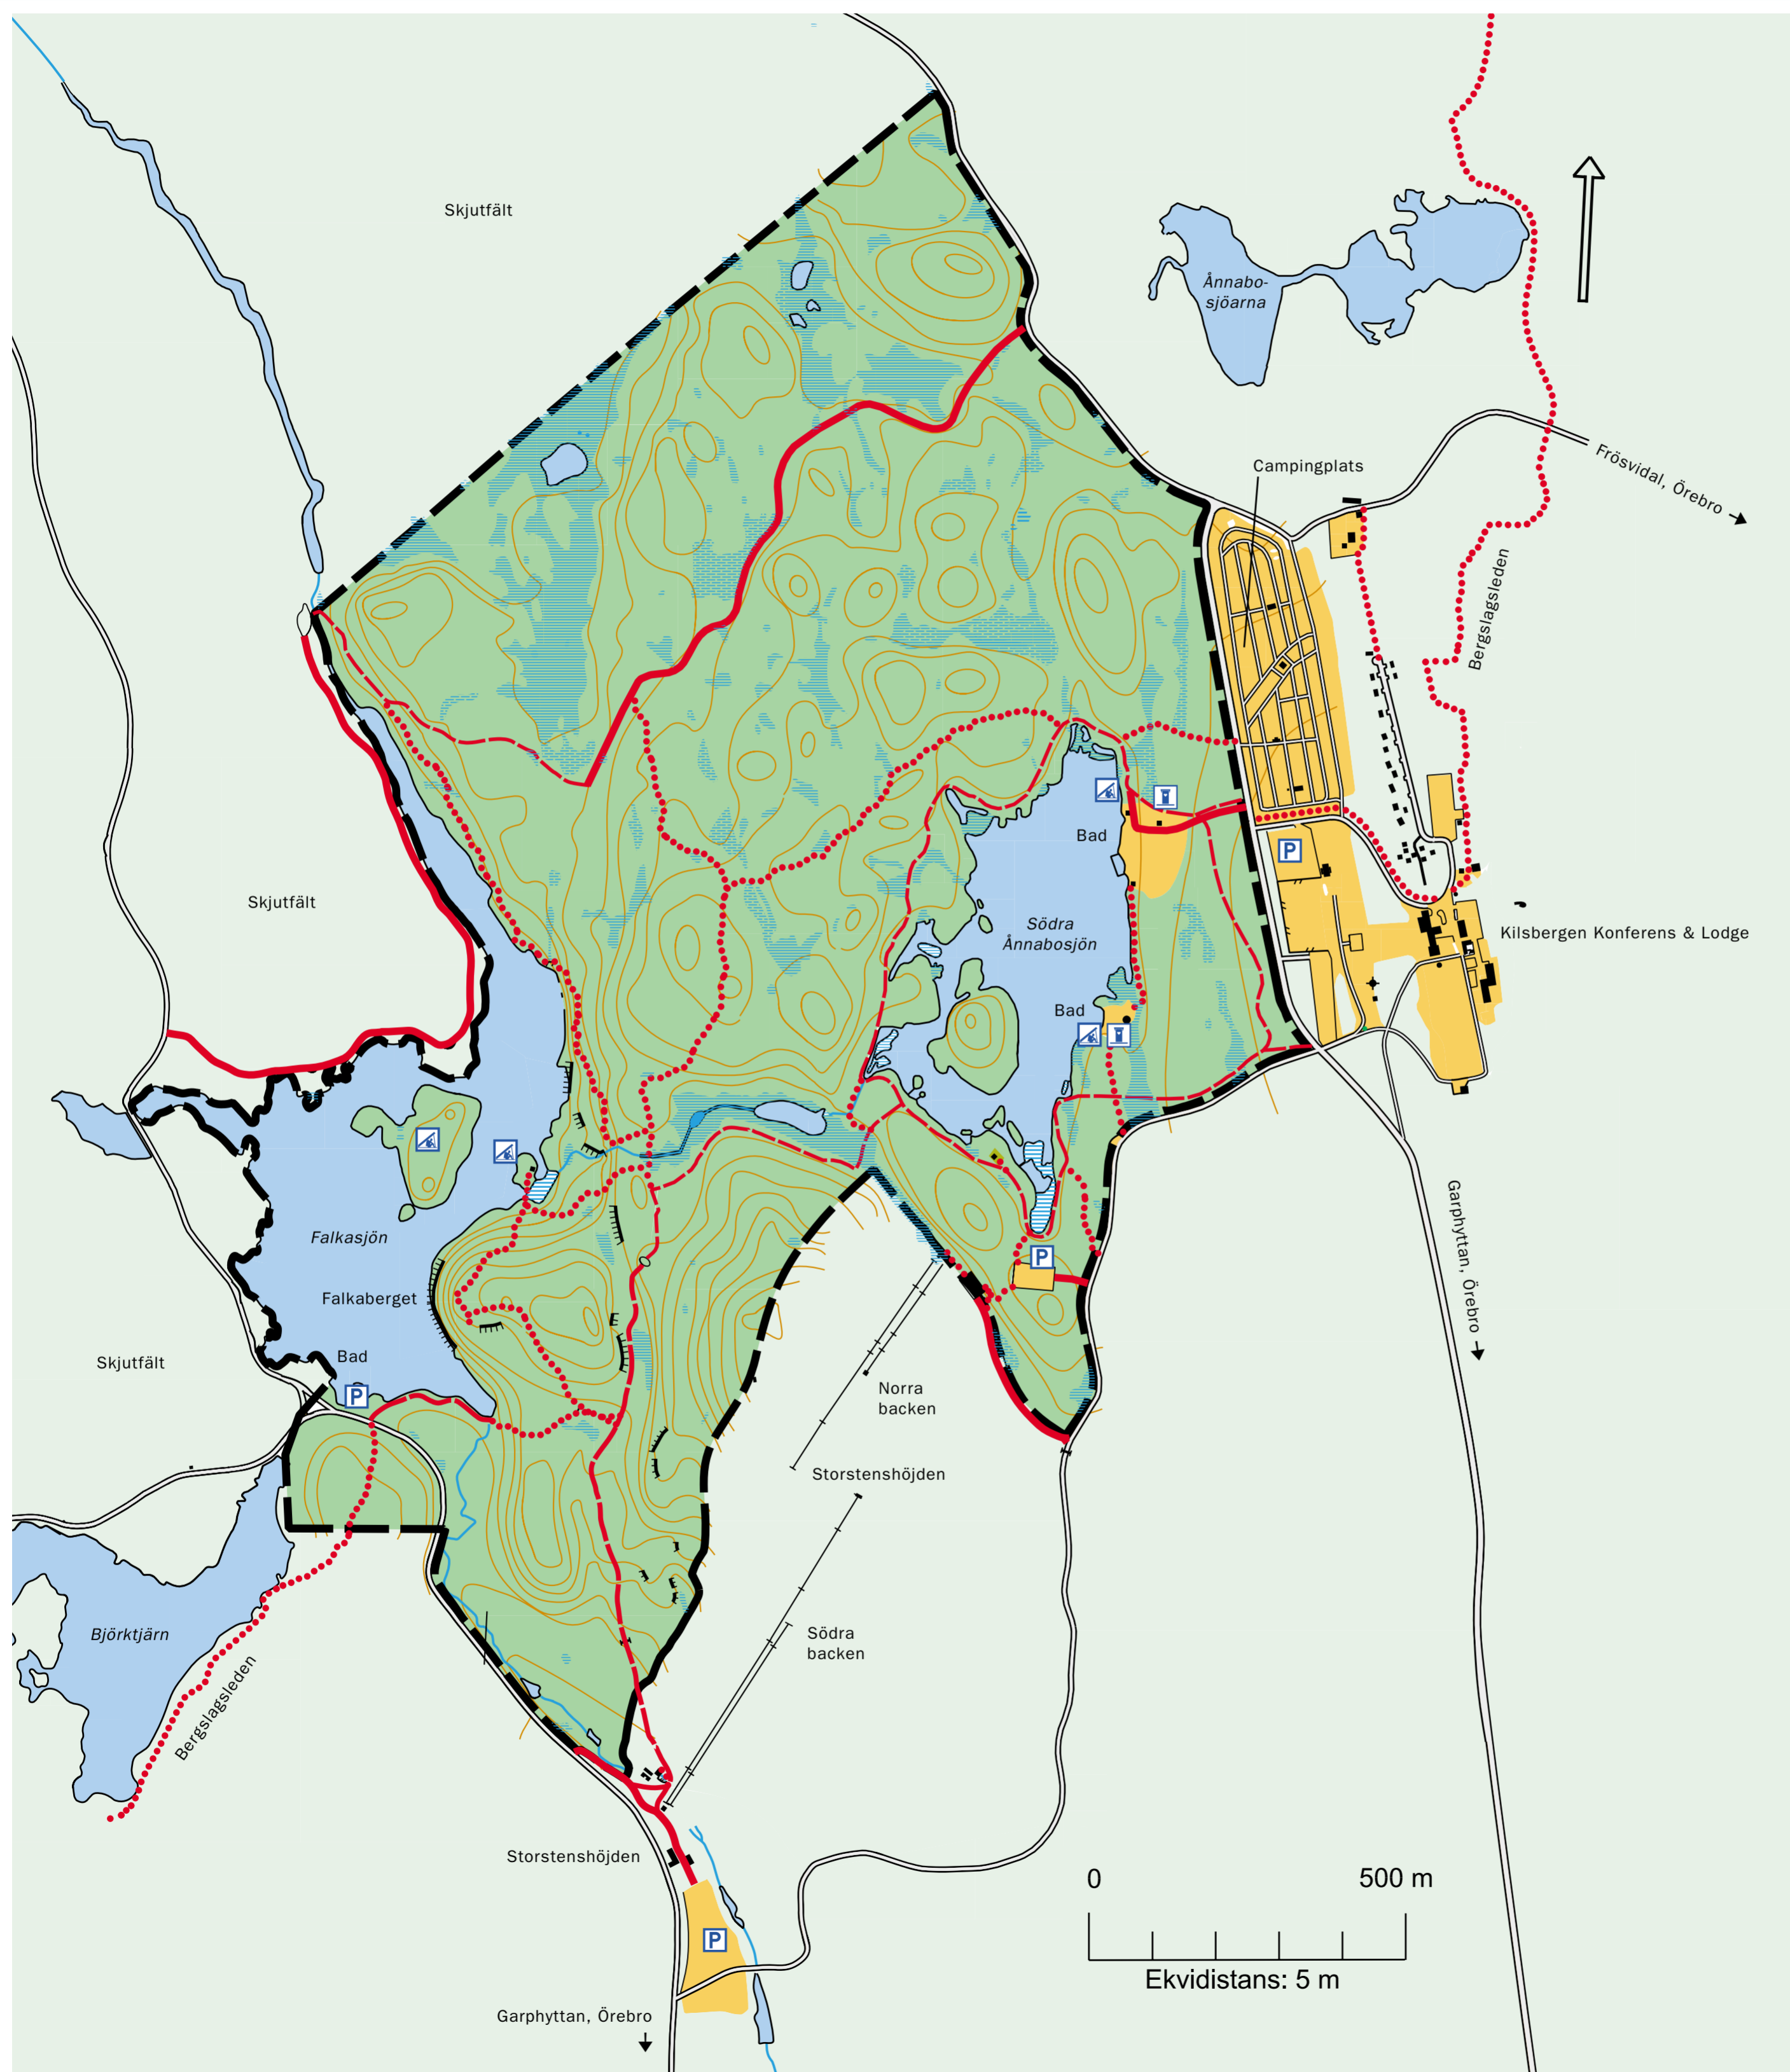 Skjutfält
Ånnabo-
sjöarna
Campingplats
Frösvidal, Örebro
Bergslagsleden
P
Bad
Skjutfält
Södra
Ånnabosjön
Kilsbergen Konferens & Lodge
Bad
Garphyttan, Örebro
Falkasjön
P
Falkaberget
E
Bad
Skjutfält
P
Norra
backen
Storstenshöjden
Björktjärn
Södra
backen
Bergslagsleden
Storstenshöjden
0 500 m
P
Ekvidistans: 5 m
Garphyttan, Örebro